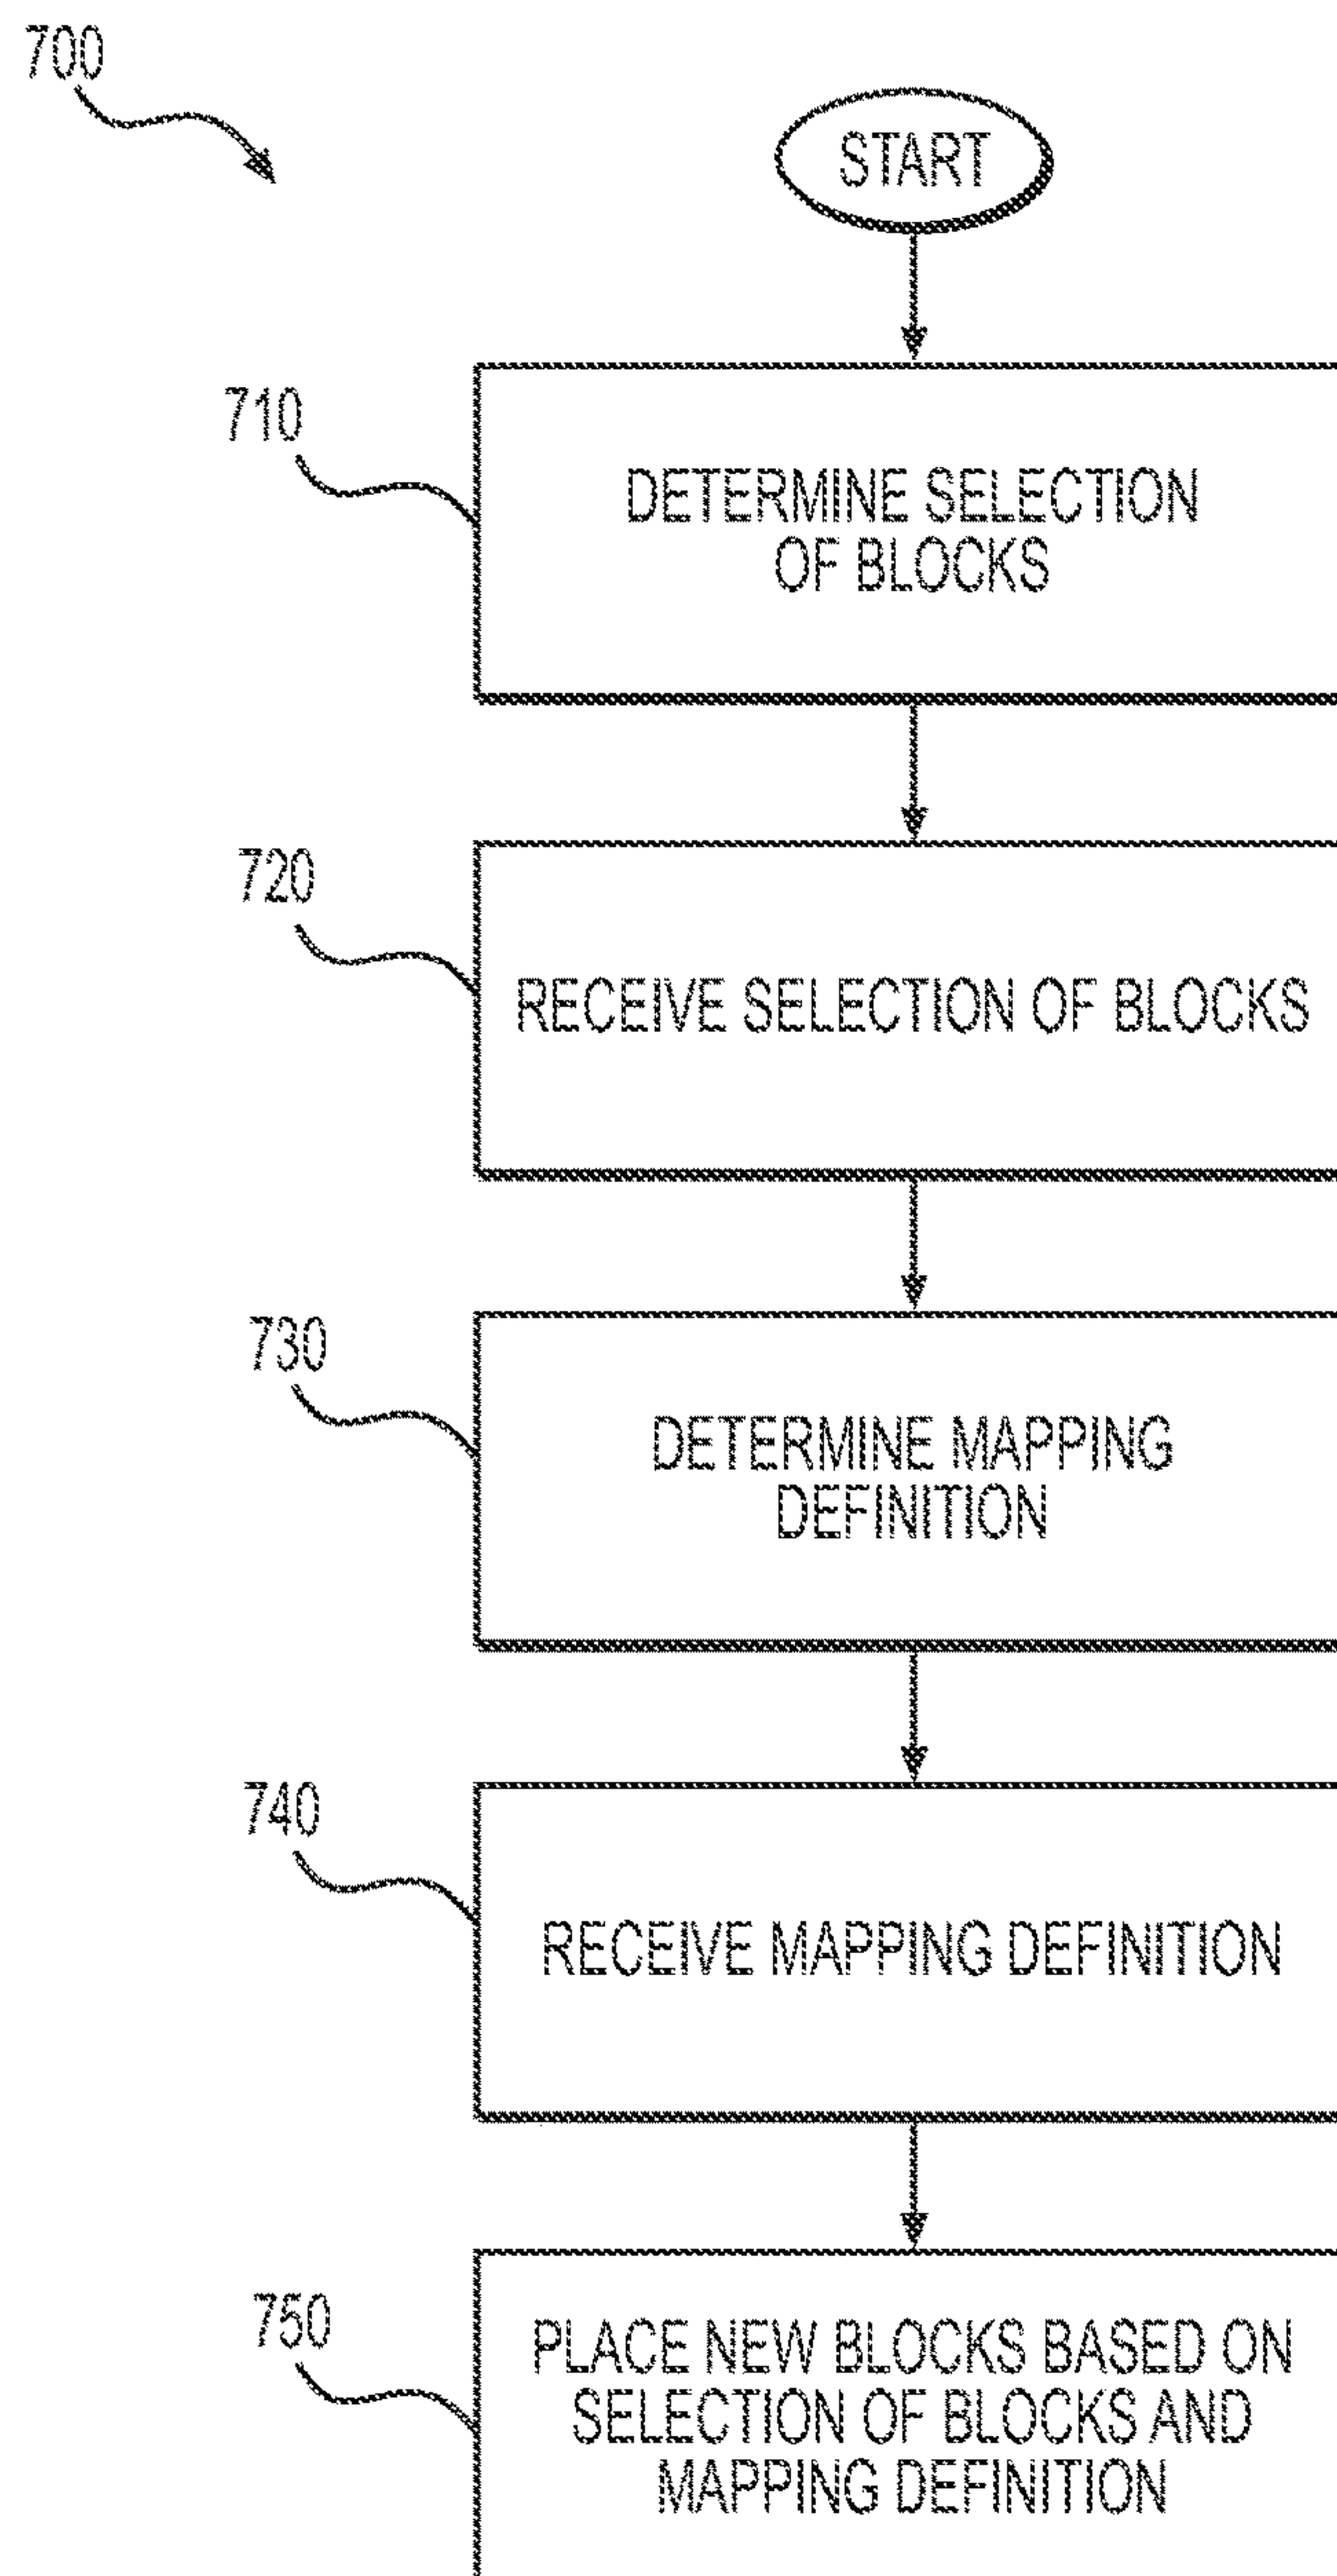 700
START
710
DETERMINE SELECTION
OF BLOCKS
720
RECEIVE SELECTION OF BLOCKS
730
DETERMINE MAPPING
DEFINITION
740
RECEIVE MAPPING DEFINITION
750
PLACE NEW BLOCKS BASED ON
SELECTION OF BLOCKS AND
MAPPING DEFINITION